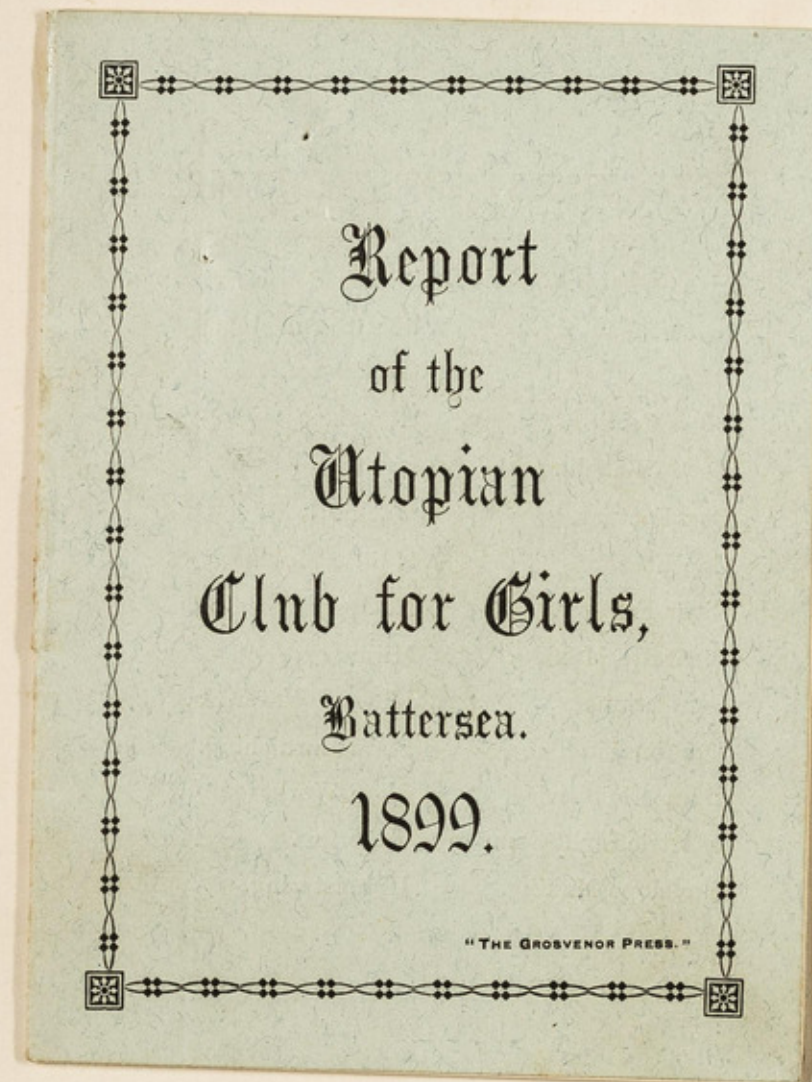 Report
of the
Utopian
Club for Girls,
Battersea.
1899.
"The Grosvenor Press."